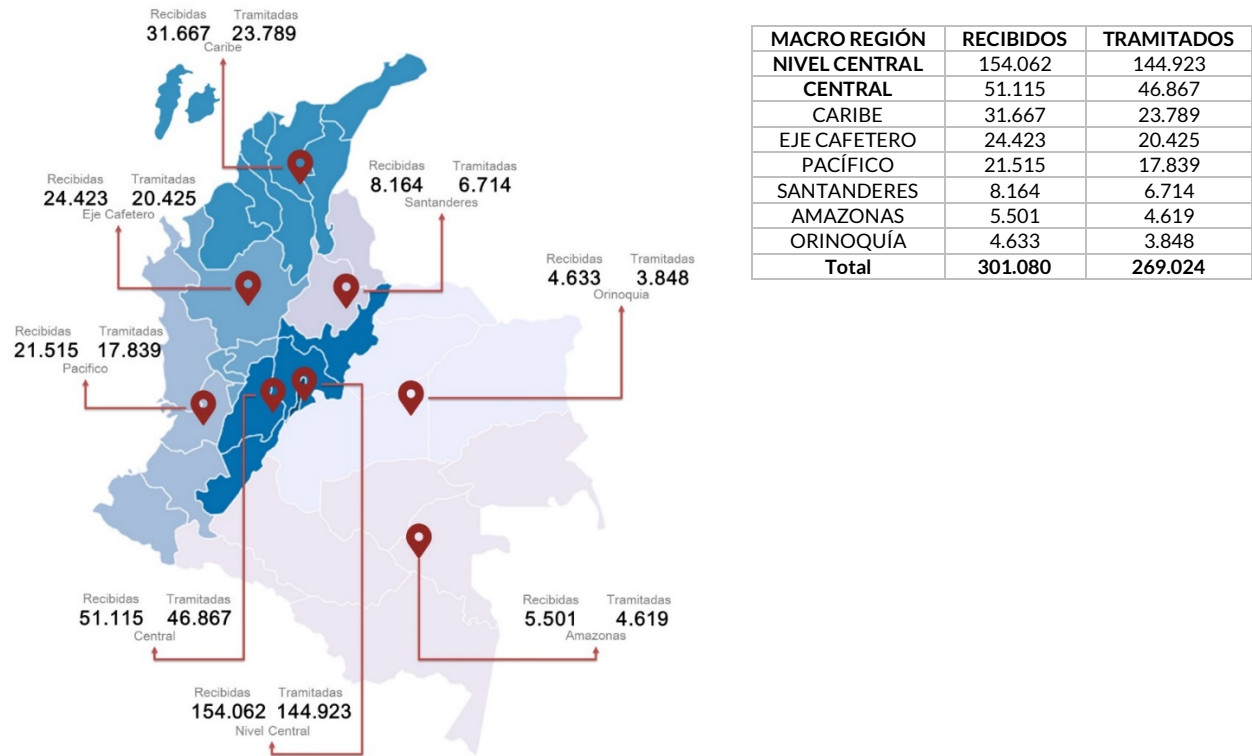 Recibidas Tramitadas
31.667 23.789
Caribe
Recibidas Tramitadas
8.164 6.714
Santanderes
Recibidas Tramitadas
24.423 20.425
Eje Cafetero
Recibidas Tramitadas
4.633 3.848
Orinoquia
Recibidas Tramitadas
21.515 17.839
Pacifico
Recibidas Tramitadas
51.115 46.867
Central
Recibidas Tramitadas
5.501 4.619
Amazonas
Recibidas Tramitadas
154.062 144.923
Nivel Central
MACRO REGIÓN RECIBIDOS TRAMITADOS
NIVEL CENTRAL 154.062 144.923
CENTRAL 51.115 46.867
CARIBE 31.667 23.789
EJE CAFETERO 24.423 20.425
PACÍFICO 21.515 17.839
SANTANDERES 8.164 6.714
AMAZONAS 5.501 4.619
ORINOQUÍA 4.633 3.848
Total 301.080 269.024